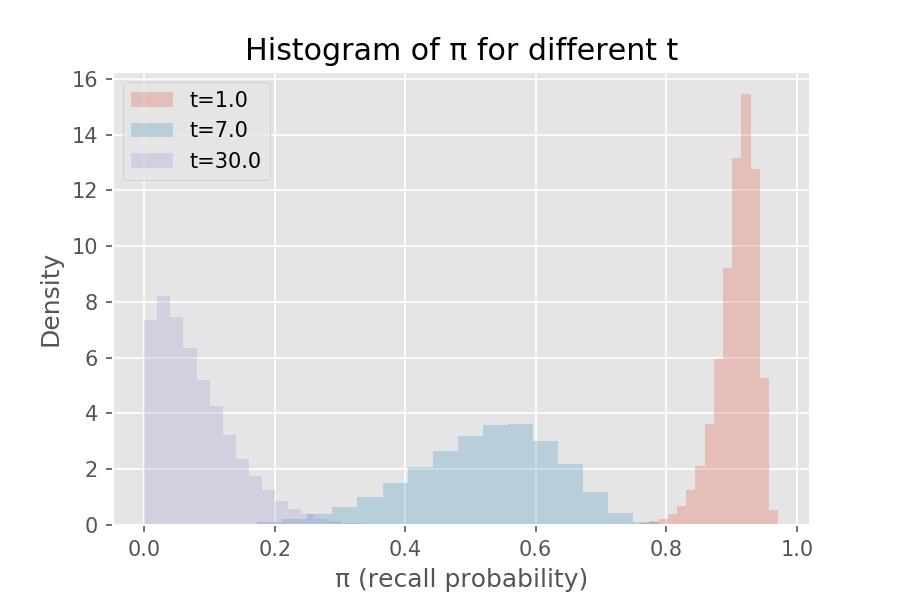 Histogram of π for different t
t=1.0
t=7.0
t=30.0
16
14
12
10
8
6
4
2
0
Density
0.0 0.2 0.4 0.6 0.8 1.0
π (recall probability)